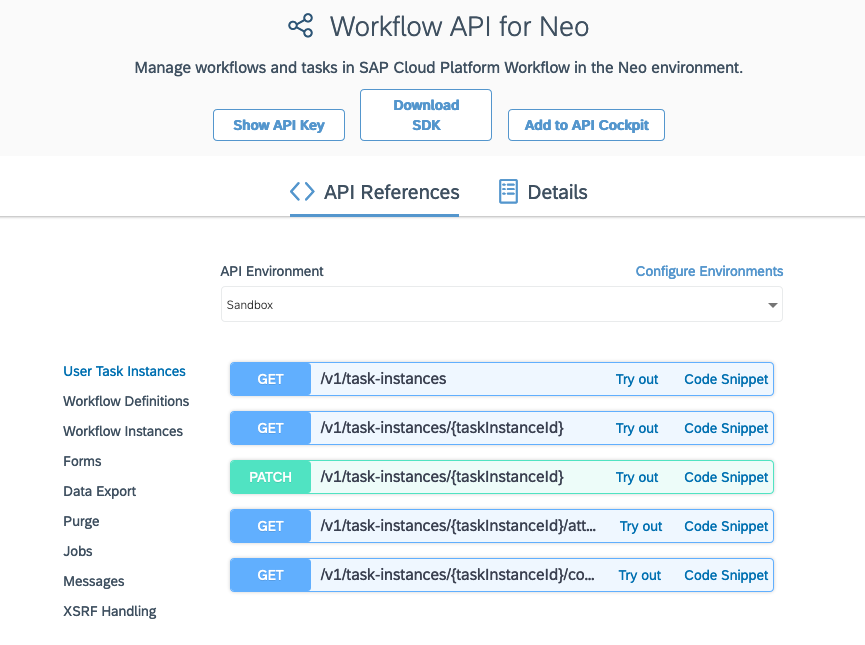 Workflow API for Neo
Manage workflows and tasks in SAP Cloud Platform Workflow in the Neo environment.
Show API Key
Download
SDK
Add to API Cockpit
API References
Details
API Environment
Configure Environments
Sandbox
User Task Instances
Workflow Definitions
Workflow Instances
Forms
Data Export
Purge
Jobs
Messages
XSRF Handling
GET /v1/task-instances Try out Code Snippet
GET /v1/task-instances/{taskInstanceId} Try out Code Snippet
PATCH /v1/task-instances/{taskInstanceId} Try out Code Snippet
GET /v1/task-instances/{taskInstanceId}/att... Try out Code Snippet
GET /v1/task-instances/{taskInstanceId}/co... Try out Code Snippet